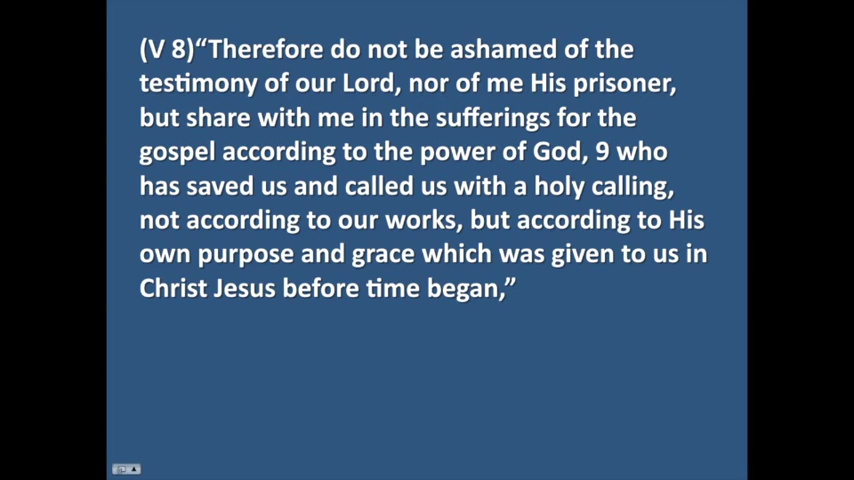 (V 8)“Therefore do not be ashamed of the
testimony of our Lord, nor of me His prisoner,
but share with me in the sufferings for the
gospel according to the power of God, 9 who
has saved us and called us with a holy calling,
not according to our works, but according to His
own purpose and grace which was given to us in
Christ Jesus before time began,”